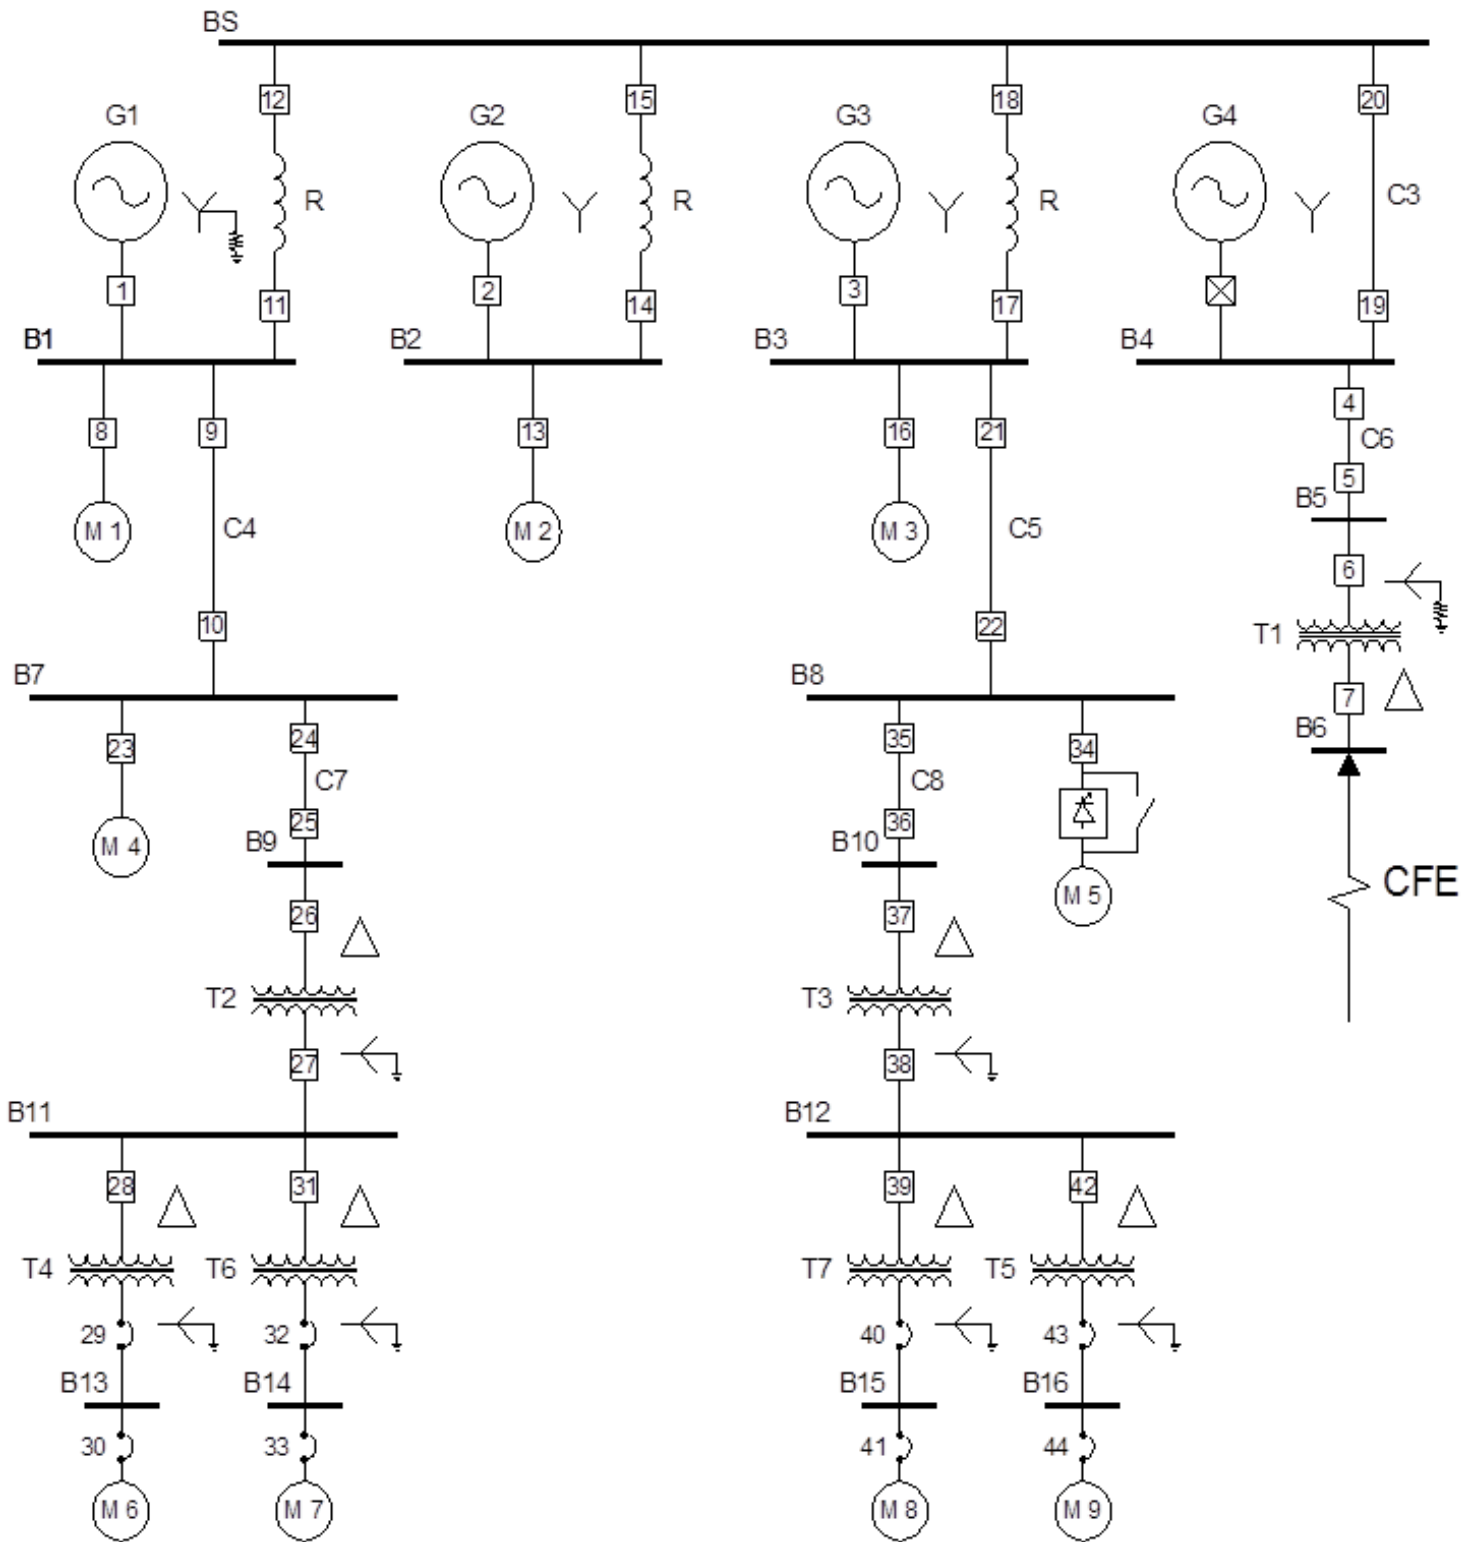 BS
12 15 18 20
G1 G2 G3 G4
R R R C3
1 11 2 14 3 17 19
B1 B2 B3 B4
8 9 13 16 21 4
C6
5
B5
M 1 C4 M 2 M 3 C5
6
10 22
T1
B7 B8
7
B6
23 24 35 34
C7 C8
25 36
M 4 B9 B10
CFE
M 5
26 37
T2 T3
27 38
B11 B12
28 31 39 42
T4 T6 T7 T5
29 32 40 43
B13 B14 B15 B16
30 33 41 44
M 6 M 7 M 8 M 9